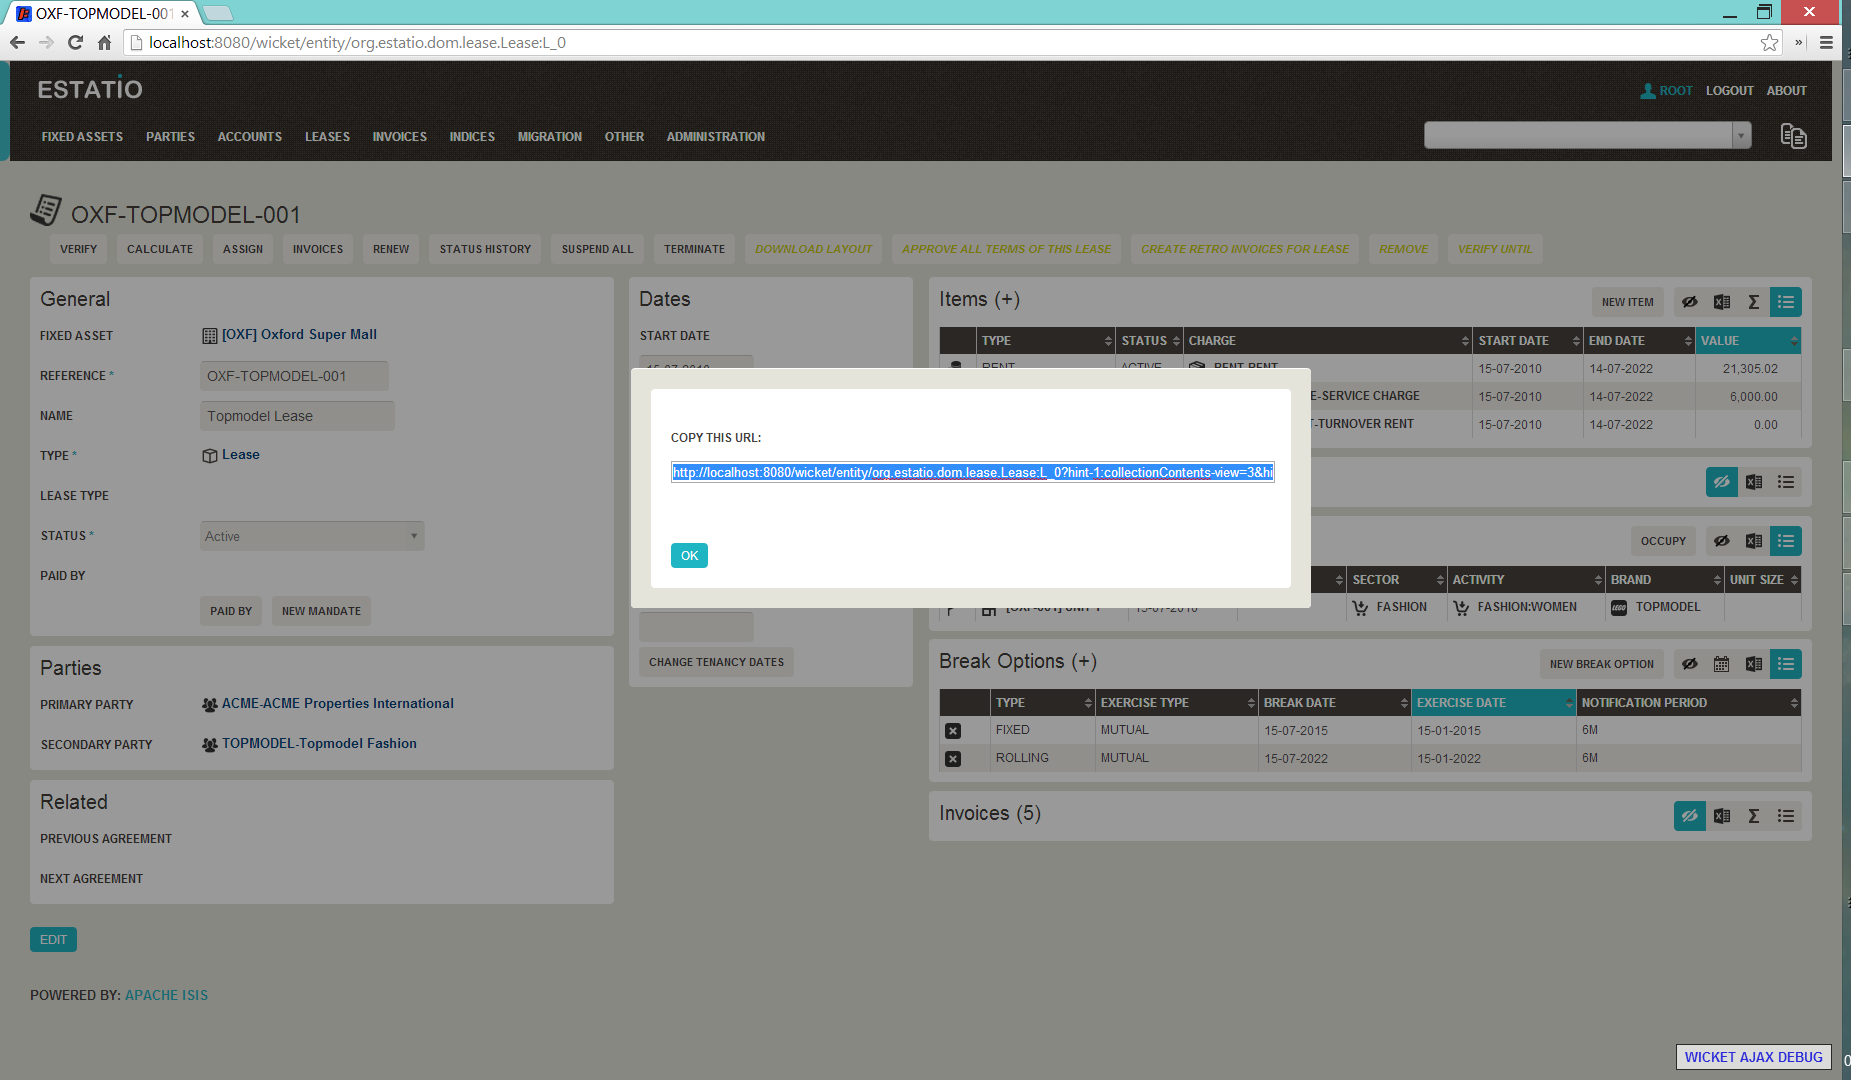 OXF-TOPMODEL-001
localhost:8080/wicket/entity/org.estatio.dom.lease.Lease:L_0
ESTATIO
ROOT LOGOUT ABOUT
FIXED ASSETS PARTIES ACCOUNTS LEASES INVOICES INDICES MIGRATION OTHER ADMINISTRATION
OXF-TOPMODEL-001
VERIFY CALCULATE ASSIGN INVOICES RENEW STATUS HISTORY SUSPEND ALL TERMINATE DOWNLOAD LAYOUT APPROVE ALL TERMS OF THIS LEASE CREATE RETRO INVOICES FOR LEASE REMOVE VERIFY UNTIL
General
FIXED ASSET [OXF] Oxford Super Mall
REFERENCE * OXF-TOPMODEL-001
NAME Topmodel Lease
TYPE * Lease
LEASE TYPE
STATUS * Active
PAID BY
PAID BY NEW MANDATE
Parties
PRIMARY PARTY ACME-ACME Properties International
SECONDARY PARTY TOPMODEL-Topmodel Fashion
Related
PREVIOUS AGREEMENT
NEXT AGREEMENT
EDIT
POWERED BY: APACHE ISIS
Dates
START DATE
CHANGE TENANCY DATES
COPY THIS URL:
http://localhost:8080/wicket/entity/org.estatio.dom.lease.Lease:L_0?hint-1:collectionContents-view=3&hi
OK
Items (+)
NEW ITEM
TYPE STATUS CHARGE START DATE END DATE VALUE
RENT ACTIVE RENT-RENT 15-07-2010 14-07-2022 21,305.02
E-SERVICE CHARGE 15-07-2010 14-07-2022 6,000.00
T-TURNOVER RENT 15-07-2010 14-07-2022 0.00
OCCUPY
SECTOR ACTIVITY BRAND UNIT SIZE
[OXF-001] UNIT 1 15-07-2010 FASHION FASHION:WOMEN TOPMODEL
Break Options (+)
NEW BREAK OPTION
TYPE EXERCISE TYPE BREAK DATE EXERCISE DATE NOTIFICATION PERIOD
FIXED MUTUAL 15-07-2015 15-01-2015 6M
ROLLING MUTUAL 15-07-2022 15-01-2022 6M
Invoices (5)
WICKET AJAX DEBUG